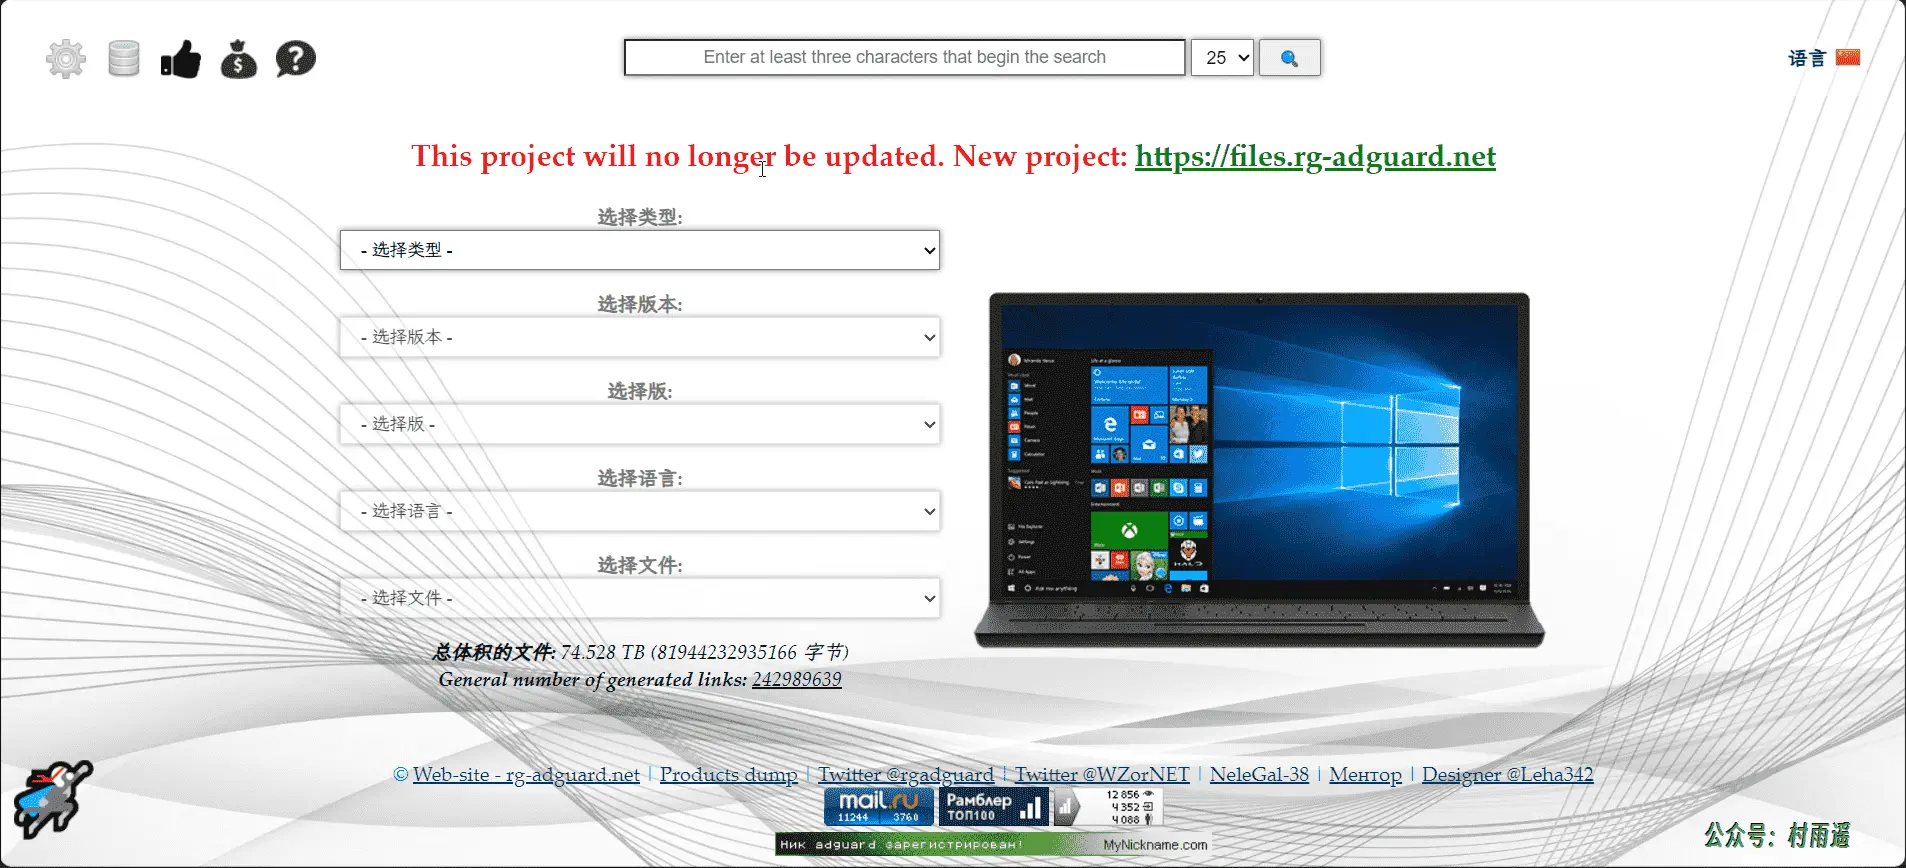 Enter at least three characters that begin the search
25
语言
This project will no longer be updated. New project: https://files.rg-adguard.net
选择类型:
- 选择类型 -
选择版本:
- 选择版本 -
选择版:
- 选择版 -
选择语言:
- 选择语言 -
选择文件:
- 选择文件 -
总体积的文件: 74.528 TB (81944232935166 字节)
General number of generated links: 242989639
© Web-site - rg-adguard.net | Products dump | Twitter @rgadguard | Twitter @WZorNET | NeleGal-38 | Ментор | Designer @Leha342
mail.ru
11244 3760
Рамблер
ТОП100
12 856
4 352
4 088
Ник adguard зарегистрирован! MyNickname.com
公众号：村雨遥